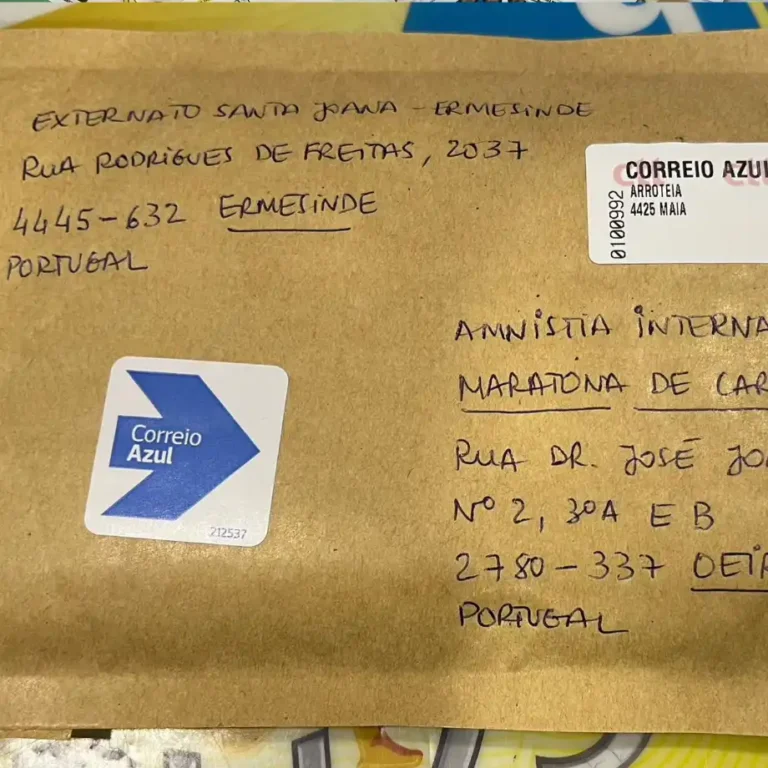 EXTERNATO SANTA JOANA - ERMESINDE
RUA RODRIGUES DE FREITAS, 2037
4445-632 ERMESINDE
PORTUGAL
CORREIO AZUL
ARROTEIA
4425 MAIA
0100992
AMNISTIA INTERNA
MARATONA DE CAR
RUA DR. JOSÉ JO
Nº 2, 3ºA E B
2780-337 OEIR
PORTUGAL
Correio
Azul
212537